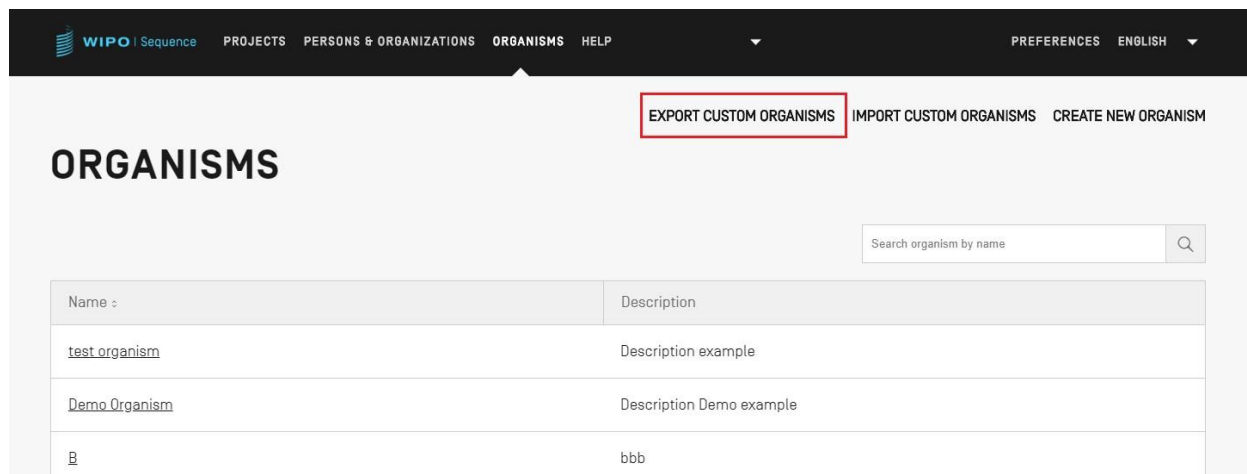 WIPO | Sequence PROJECTS PERSONS & ORGANIZATIONS ORGANISMS HELP PREFERENCES ENGLISH
EXPORT CUSTOM ORGANISMS IMPORT CUSTOM ORGANISMS CREATE NEW ORGANISM
ORGANISMS
Search organism by name
Name Description
test organism Description example
Demo Organism Description Demo example
B bbb